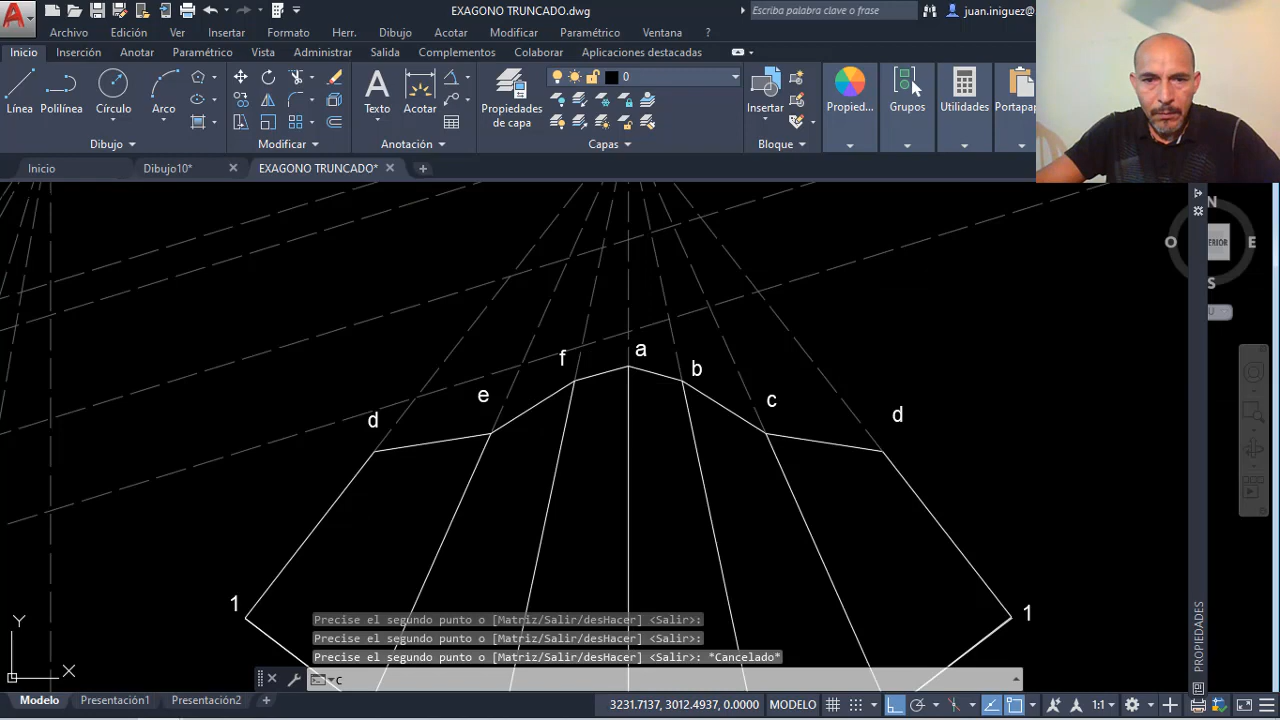 EXAGONO TRUNCADO.dwg
Escriba palabra clave o frase
juan.iniguez@
Archivo Edición Ver Insertar Formato Herr. Dibujo Acotar Modificar Paramétrico Ventana ?
Inicio Inserción Anotar Paramétrico Vista Administrar Salida Complementos Colaborar Aplicaciones destacadas
0
Línea Polilínea Círculo Arco Texto Acotar Propiedades de capa Insertar Propied... Grupos Utilidades Portapap
Dibujo Modificar Anotación Capas Bloque
Inicio Dibujo10* EXAGONO TRUNCADO*
N
O ERIOR E
S
U
a
f b
e c
d d
1 1
Precise el segundo punto o [Matriz/Salir/desHacer] <Salir>:
Precise el segundo punto o [Matriz/Salir/desHacer] <Salir>:
Precise el segundo punto o [Matriz/Salir/desHacer] <Salir>: *Cancelado*
c
Y
X
PROPIEDADES
Modelo Presentación1 Presentación2 + 3231.7137, 3012.4937, 0.0000 MODELO 1:1